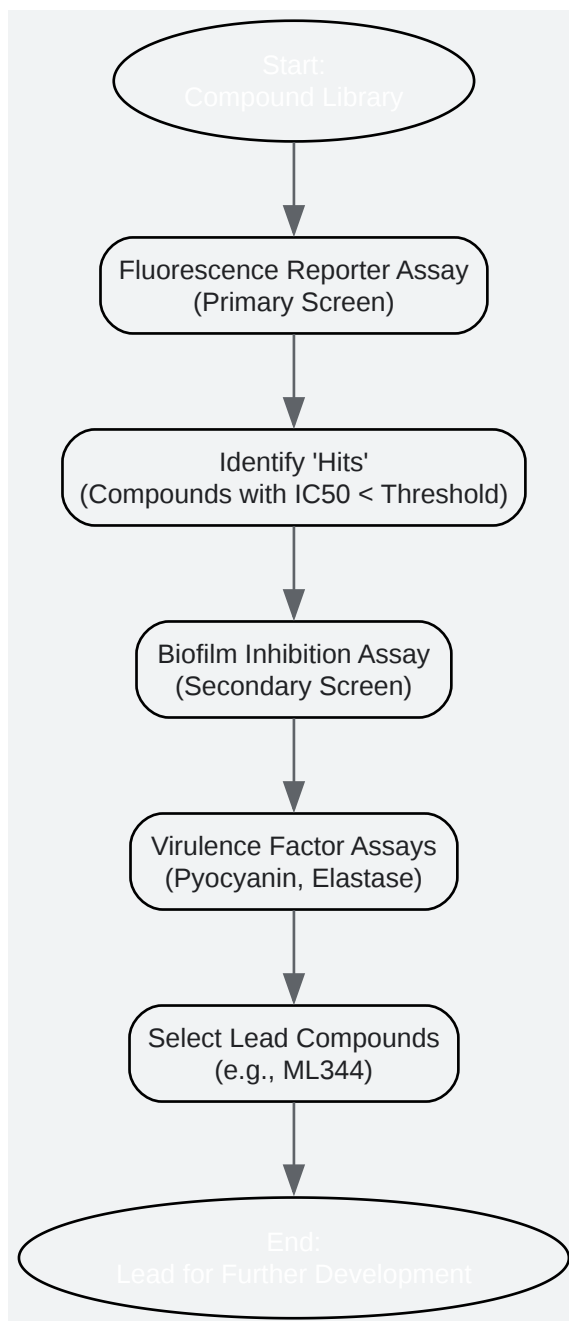 Start:
Compound Library
Fluorescence Reporter Assay
(Primary Screen)
Identify 'Hits'
(Compounds with IC50 < Threshold)
Biofilm Inhibition Assay
(Secondary Screen)
Virulence Factor Assays
(Pyocyanin, Elastase)
Select Lead Compounds
(e.g., ML344)
End:
Lead for Further Development